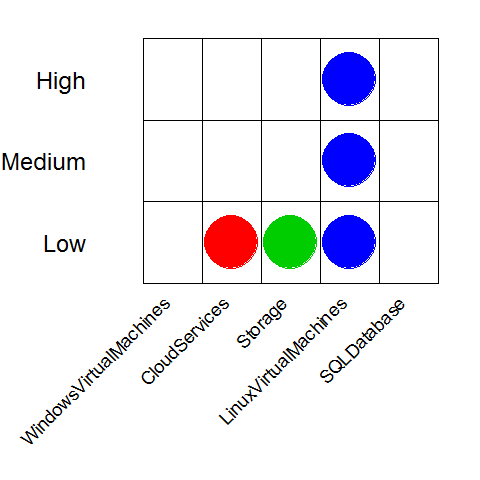 High
Medium
Low
WindowsVirtualMachines
CloudServices
Storage
LinuxVirtualMachines
SQLDatabase